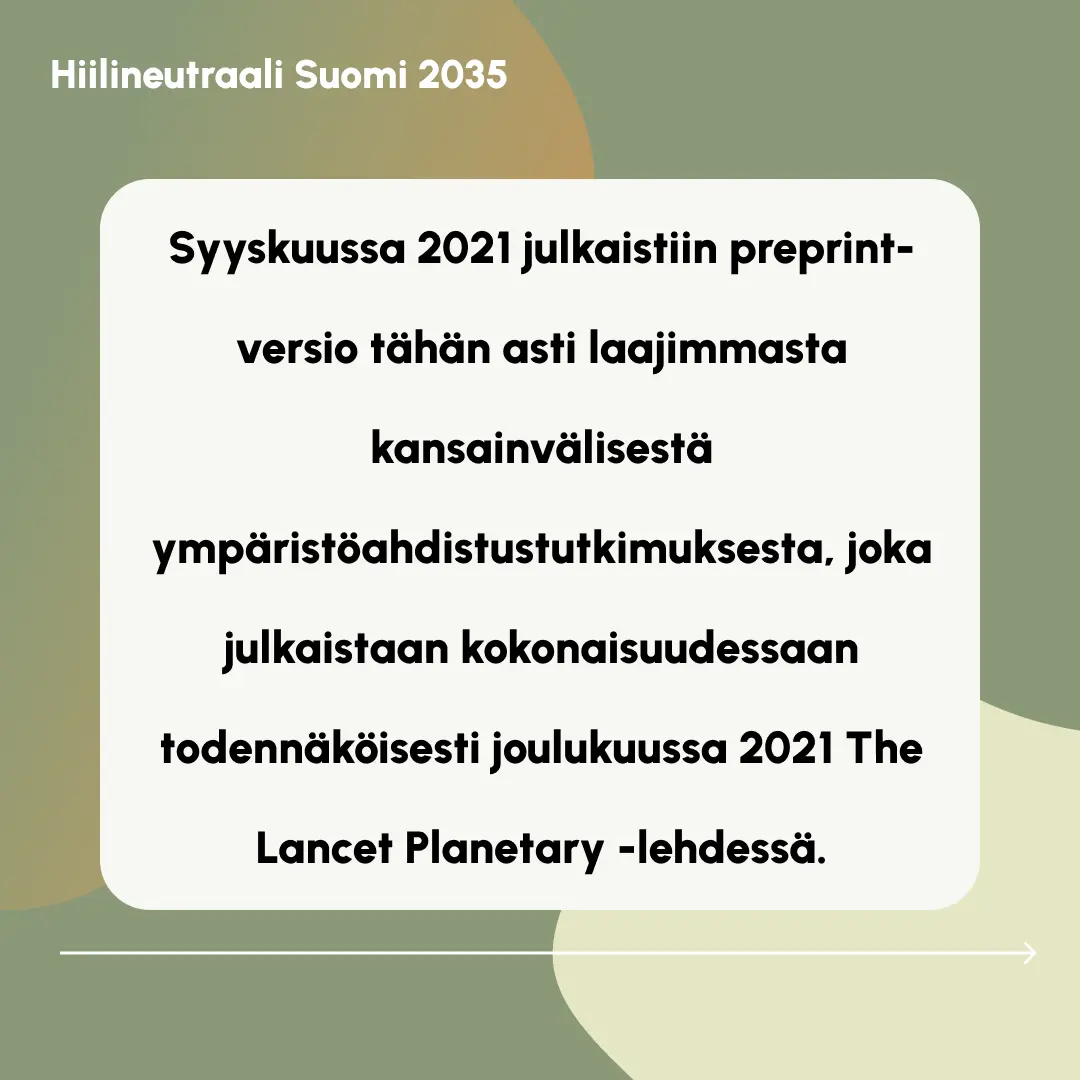 Hiilineutraali Suomi 2035
Syyskuussa 2021 julkaistiin preprint-
versio tähän asti laajimmasta
kansainvälisestä
ympäristöahdistustutkimuksesta, joka
julkaistaan kokonaisuudessaan
todennäköisesti joulukuussa 2021 The
Lancet Planetary -lehdessä.